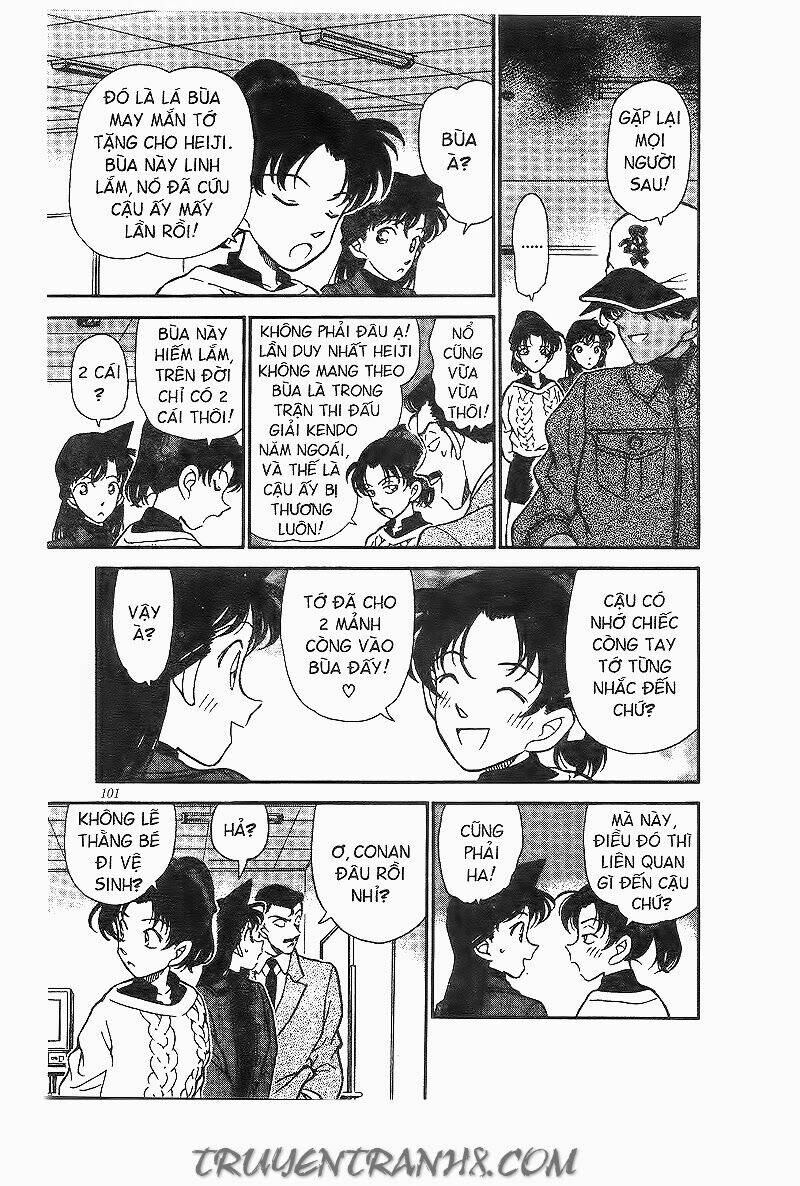 GẶP LẠI
MỌI
NGƯỜI
SAU!
......
BÙA
À?
ĐÓ LÀ LÁ BÙA
MAY MẮN TỚ
TẶNG CHO HEIJI.
BÙA NÀY LINH
LẮM, NÓ ĐÃ CỨU
CẬU ẤY MẤY
LẦN RỒI!
NỔ
CŨNG
VỪA
VỪA
THÔI!
KHÔNG PHẢI ĐÂU Ạ!
LẦN DUY NHẤT HEIJI
KHÔNG MANG THEO
BÙA LÀ TRONG
TRẬN THI ĐẤU
GIẢI KENDO
NĂM NGOÁI,
VÀ THẾ LÀ
CẬU ẤY BỊ
THƯƠNG
LUÔN!
BÙA NÀY
HIẾM LẮM,
TRÊN ĐỜI
CHỈ CÓ 2
CÁI THÔI!
2 CÁI
?
CẬU CÓ
NHỚ CHIẾC
CÒNG TAY
TỚ TỪNG
NHẮC ĐẾN
CHỨ?
TỚ ĐÃ CHO
2 MẢNH
CÒNG VÀO
BÙA ĐẤY!
♡
VẬY
À?
101
MÀ NÀY,
ĐIỀU ĐÓ THÌ
LIÊN QUAN
GÌ ĐẾN CẬU
CHỨ?
CŨNG
PHẢI
HA!
Ơ, CONAN
ĐÂU RỒI
NHỈ?
HẢ?
KHÔNG LẼ
THẰNG BÉ
ĐI VỆ
SINH?
TRUYENTRANH8.COM